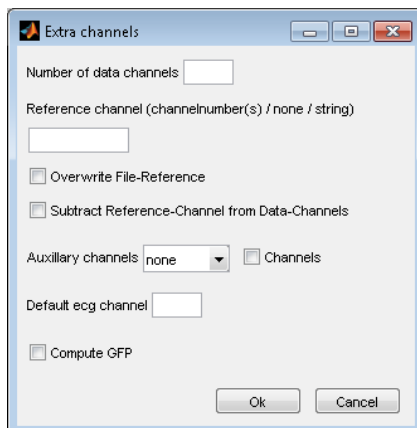 Extra channels
Number of data channels
Reference channel (channelnumber(s) / none / string)
Overwrite File-Reference
Subtract Reference-Channel from Data-Channels
Auxillary channels none Channels
Default ecg channel
Compute GFP
Ok Cancel